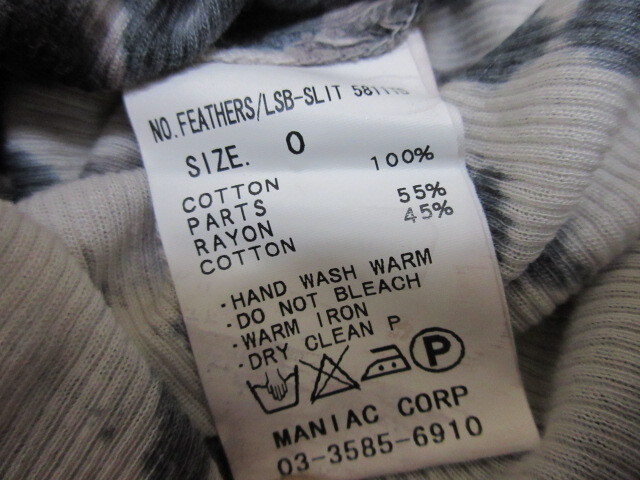 NO.FEATHERS/LSB-SLIT
SIZE. 0
COTTON 100%
PARTS
RAYON 55%
COTTON 45%
·HAND WASH WARM
·DO NOT BLEACH
·WARM IRON
·DRY CLEAN P
P
MANIAC CORP
03-3585-6910